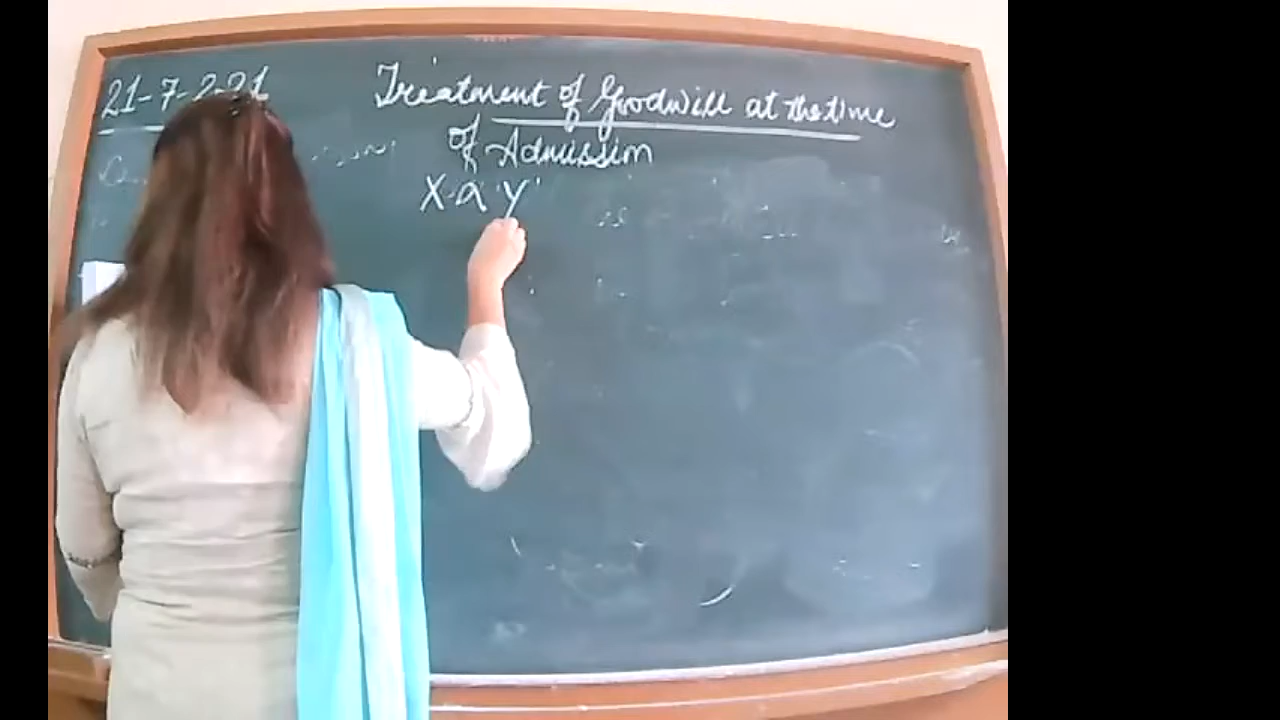 21-7-2021
Treatment of Goodwill at the time
of Admission
X a Y